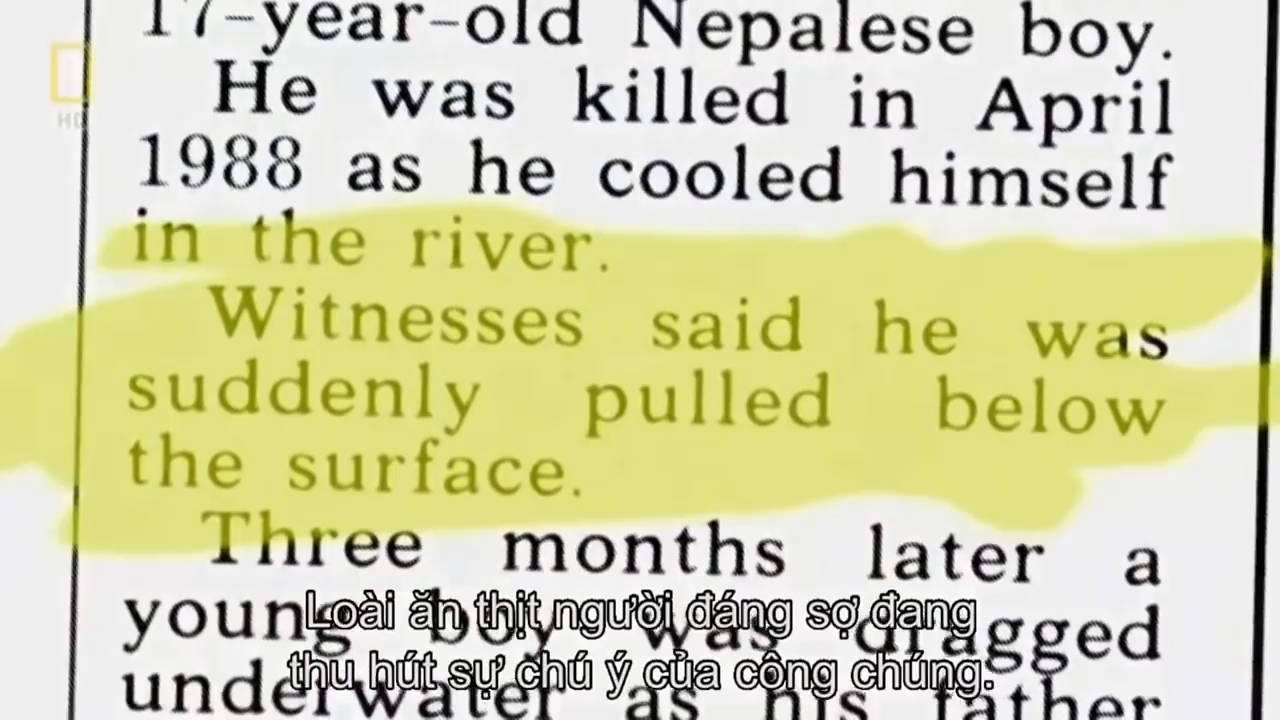 17-year-old Nepalese boy.
He was killed in April
1988 as he cooled himself
in the river.
Witnesses said he was
suddenly pulled below
the surface.
Three months later a
young boy was dragged
underwater as his father
Loài ăn thịt người đáng sợ đang
thu hút sự chú ý của công chúng.
HD